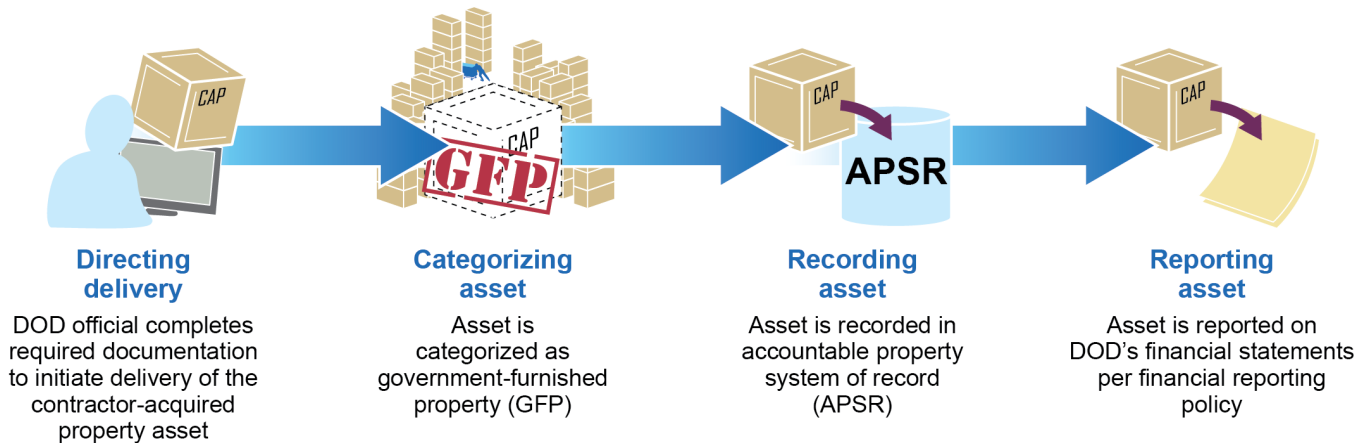 CAP
CAP
GFP
CAP
APSR
CAP
Directing
delivery
DOD official completes
required documentation
to initiate delivery of the
contractor-acquired
property asset
Categorizing
asset
Asset is
categorized as
government-furnished
property (GFP)
Recording
asset
Asset is recorded in
accountable property
system of record
(APSR)
Reporting
asset
Asset is reported on
DOD’s financial statements
per financial reporting
policy